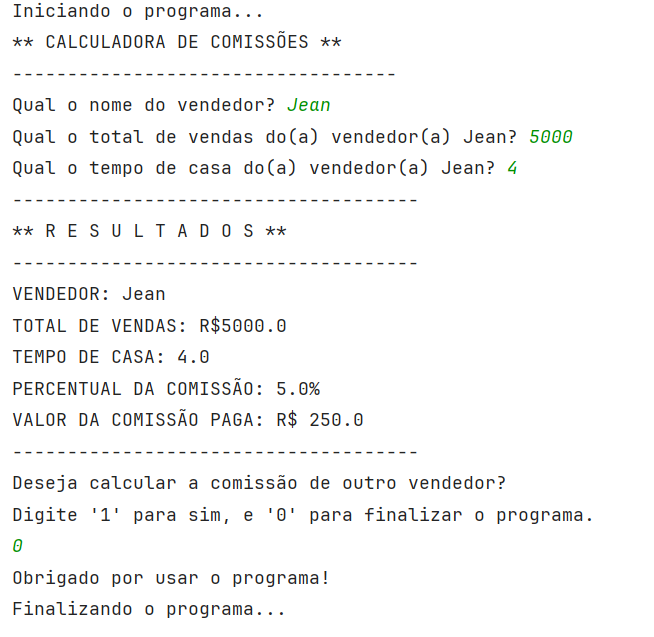 Iniciando o programa...
** CALCULADORA DE COMISSÕES **
-----------------------------------
Qual o nome do vendedor? Jean
Qual o total de vendas do(a) vendedor(a) Jean? 5000
Qual o tempo de casa do(a) vendedor(a) Jean? 4
-------------------------------------
** R E S U L T A D O S **
-------------------------------------
VENDEDOR: Jean
TOTAL DE VENDAS: R$5000.0
TEMPO DE CASA: 4.0
PERCENTUAL DA COMISSÃO: 5.0%
VALOR DA COMISSÃO PAGA: R$ 250.0
-------------------------------------
Deseja calcular a comissão de outro vendedor?
Digite '1' para sim, e '0' para finalizar o programa.
0
Obrigado por usar o programa!
Finalizando o programa...